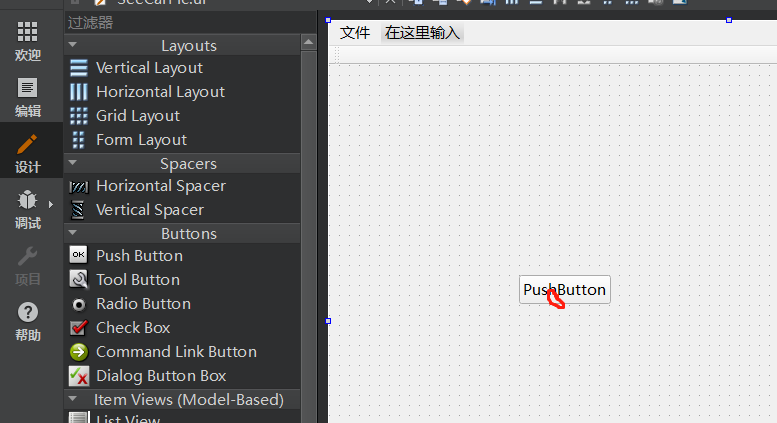 SeeCanPic.ui
过滤器
Layouts
Vertical Layout
Horizontal Layout
Grid Layout
Form Layout
Spacers
Horizontal Spacer
Vertical Spacer
Buttons
Push Button
Tool Button
Radio Button
Check Box
Command Link Button
Dialog Button Box
Item Views (Model-Based)
List View
欢迎
编辑
设计
调试
项目
帮助
文件 在这里输入
PushButton
OK